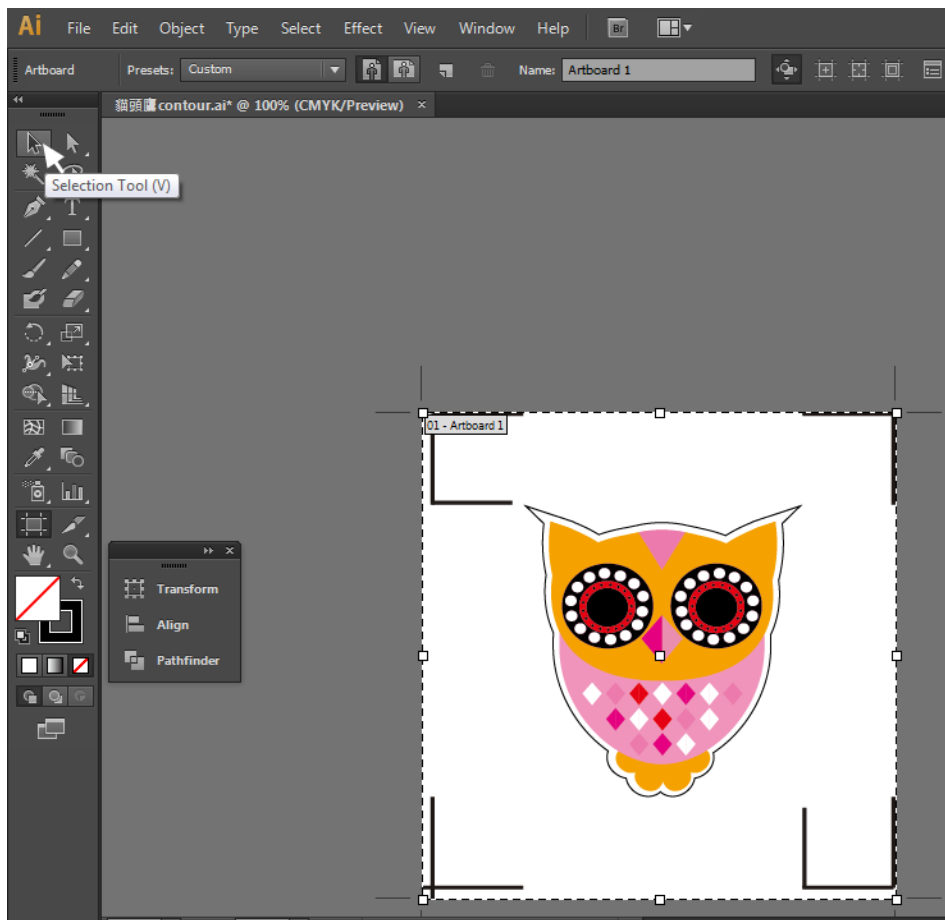 Ai File Edit Object Type Select Effect View Window Help Br
Artboard Presets: Custom Name: Artboard 1
貓頭鷹contour.ai* @ 100% (CMYK/Preview) ×
Selection Tool (V)
T
01 - Artboard 1
Transform
Align
Pathfinder